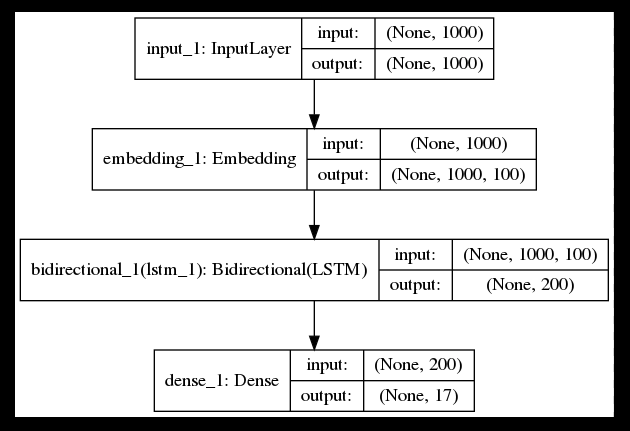 input_1: InputLayer
input: (None, 1000)
output: (None, 1000)
embedding_1: Embedding
input: (None, 1000)
output: (None, 1000, 100)
bidirectional_1(lstm_1): Bidirectional(LSTM)
input: (None, 1000, 100)
output: (None, 200)
dense_1: Dense
input: (None, 200)
output: (None, 17)